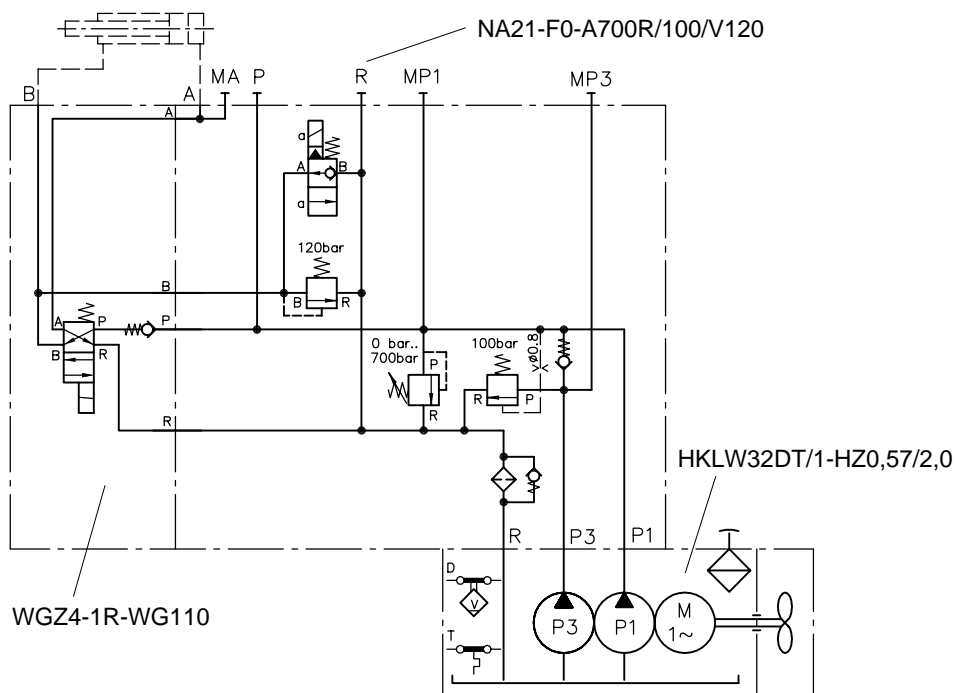 NA21-F0-A700R/100/V120
B
A
MA
P
R
MP1
MP3
A
a
A
B
a
120bar
B
B
R
A
P
P
B
R
0 bar..
700bar
P
R
100bar
R
P
>ø0.8<
R
HKLW32DT/1-HZ0,57/2,0
R
P3
P1
D
V
T
P3
P1
M
1~
WGZ4-1R-WG110